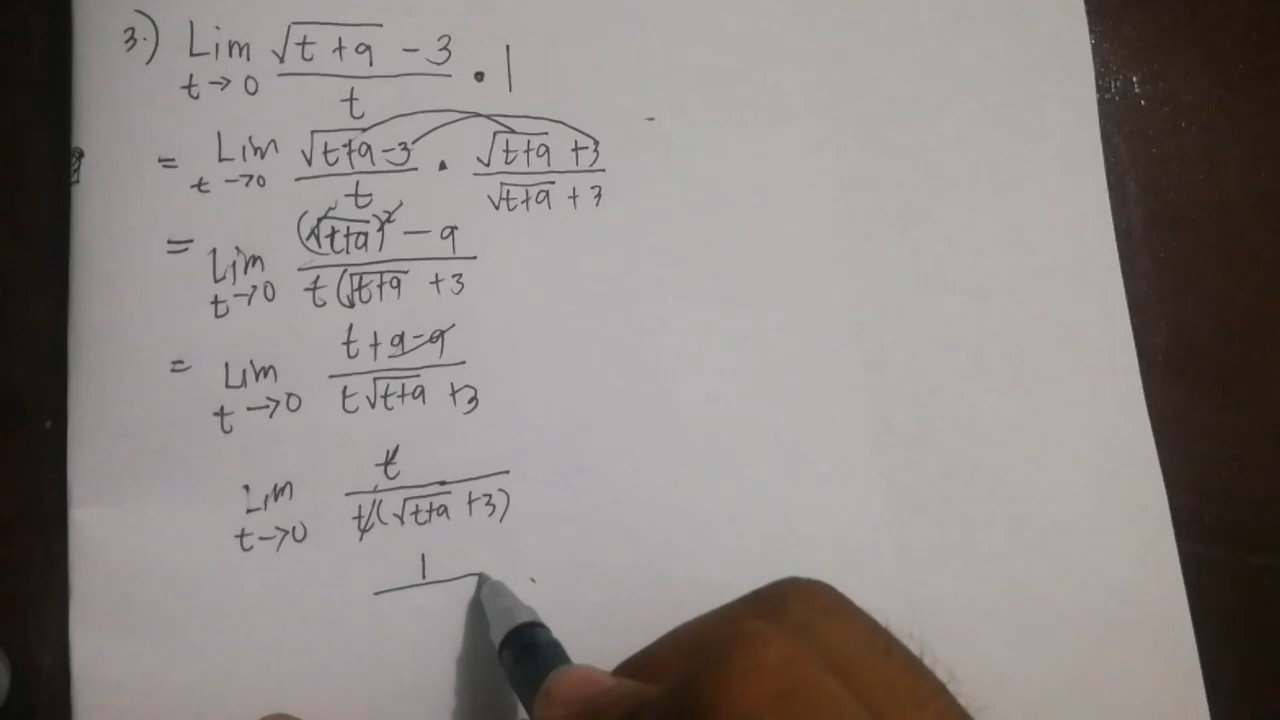 3.) Lim t→0 √(t+9) - 3 / t · 1
= Lim t→0 √(t+9) - 3 / t · √(t+9) + 3 / √(t+9) + 3
= Lim t→0 (√(t+9))² - 9 / t(√(t+9) + 3
= Lim t→0 t+9-9 / t√(t+9) + 3
Lim t→0 t / t(√(t+9) + 3)
1